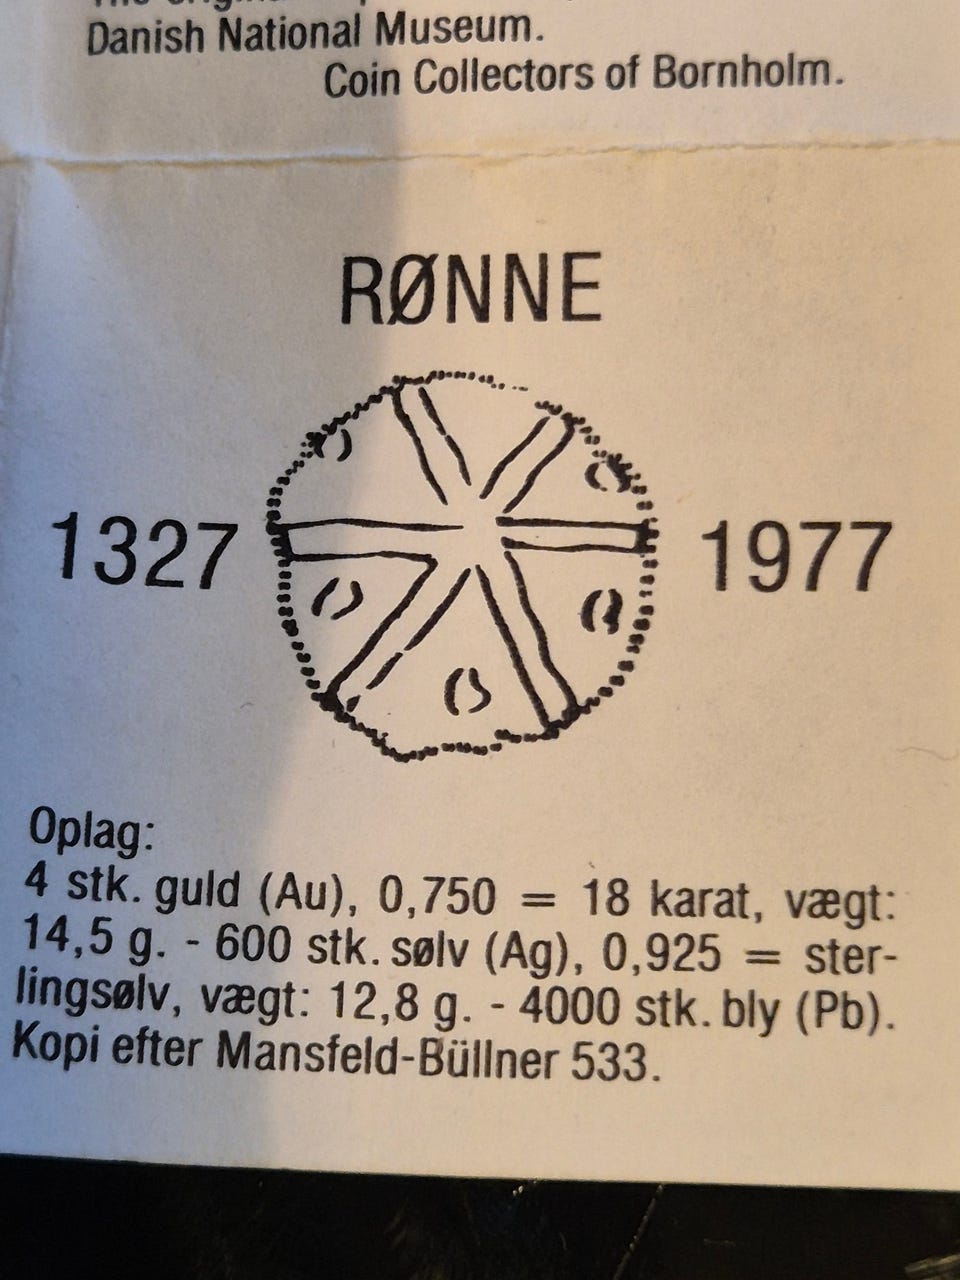 Danish National Museum.
Coin Collectors of Bornholm.
RØNNE
1327 1977
Oplag:
4 stk. guld (Au), 0,750 = 18 karat, vægt:
14,5 g. - 600 stk. sølv (Ag), 0,925 = ster-
lingsølv, vægt: 12,8 g. - 4000 stk. bly (Pb).
Kopi efter Mansfeld-Büllner 533.